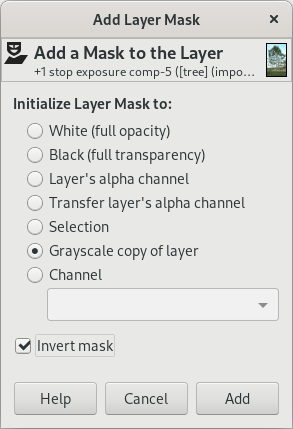 Add Layer Mask
Add a Mask to the Layer
+1 stop exposure comp-5 ([tree] (impo...
Initialize Layer Mask to:
White (full opacity)
Black (full transparency)
Layer's alpha channel
Transfer layer's alpha channel
Selection
Grayscale copy of layer
Channel
Invert mask
Help Cancel Add